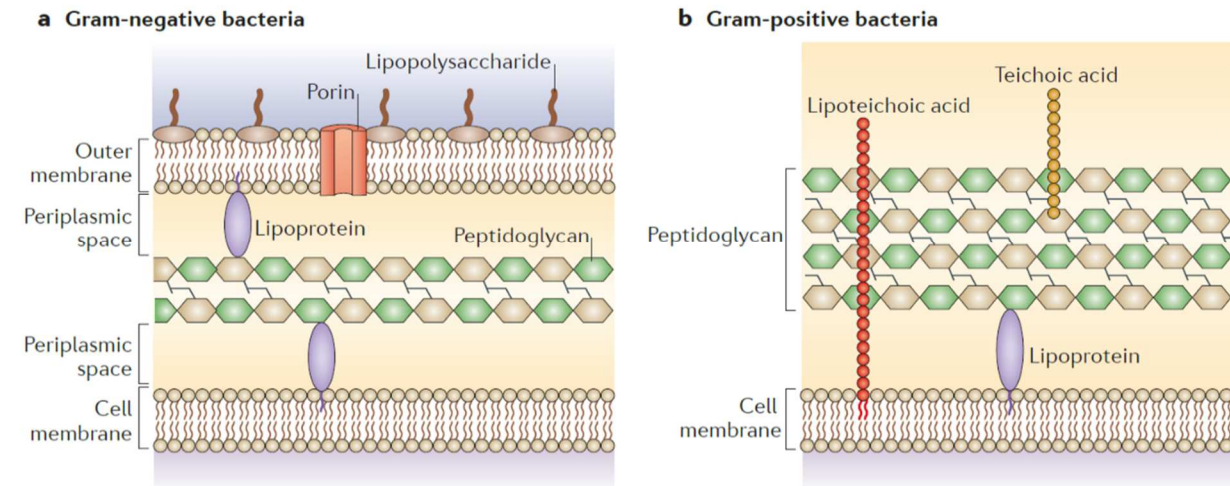 a Gram-negative bacteria
Lipopolysaccharide
Porin
Outer
membrane
Periplasmic
space
Lipoprotein
Peptidoglycan
Periplasmic
space
Cell
membrane
b Gram-positive bacteria
Teichoic acid
Lipoteichoic acid
Peptidoglycan
Lipoprotein
Cell
membrane